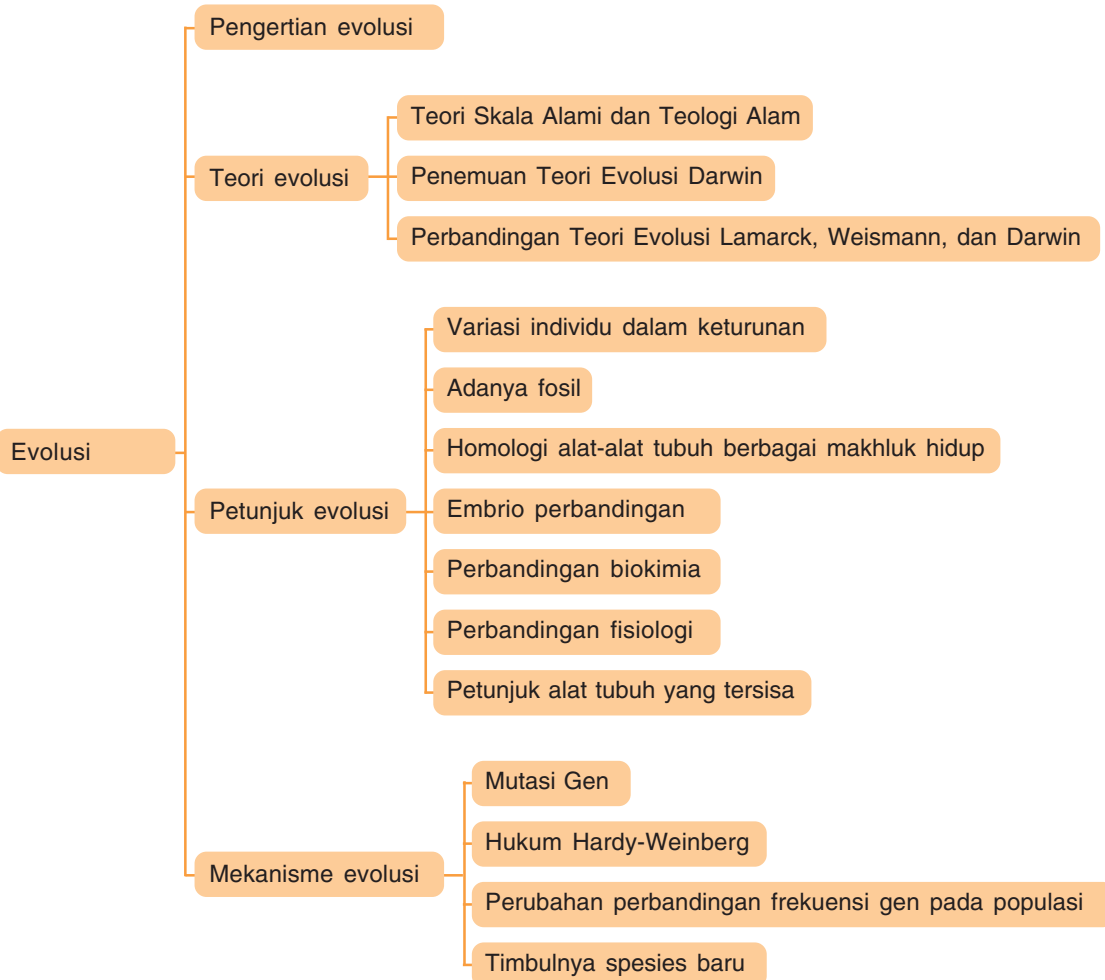 Pengertian evolusi
Teori Skala Alami dan Teologi Alam
Teori evolusi
Penemuan Teori Evolusi Darwin
Perbandingan Teori Evolusi Lamarck, Weismann, dan Darwin
Variasi individu dalam keturunan
Adanya fosil
Evolusi
Homologi alat-alat tubuh berbagai makhluk hidup
Petunjuk evolusi
Embrio perbandingan
Perbandingan biokimia
Perbandingan fisiologi
Petunjuk alat tubuh yang tersisa
Mutasi Gen
Hukum Hardy-Weinberg
Mekanisme evolusi
Perubahan perbandingan frekuensi gen pada populasi
Timbulnya spesies baru